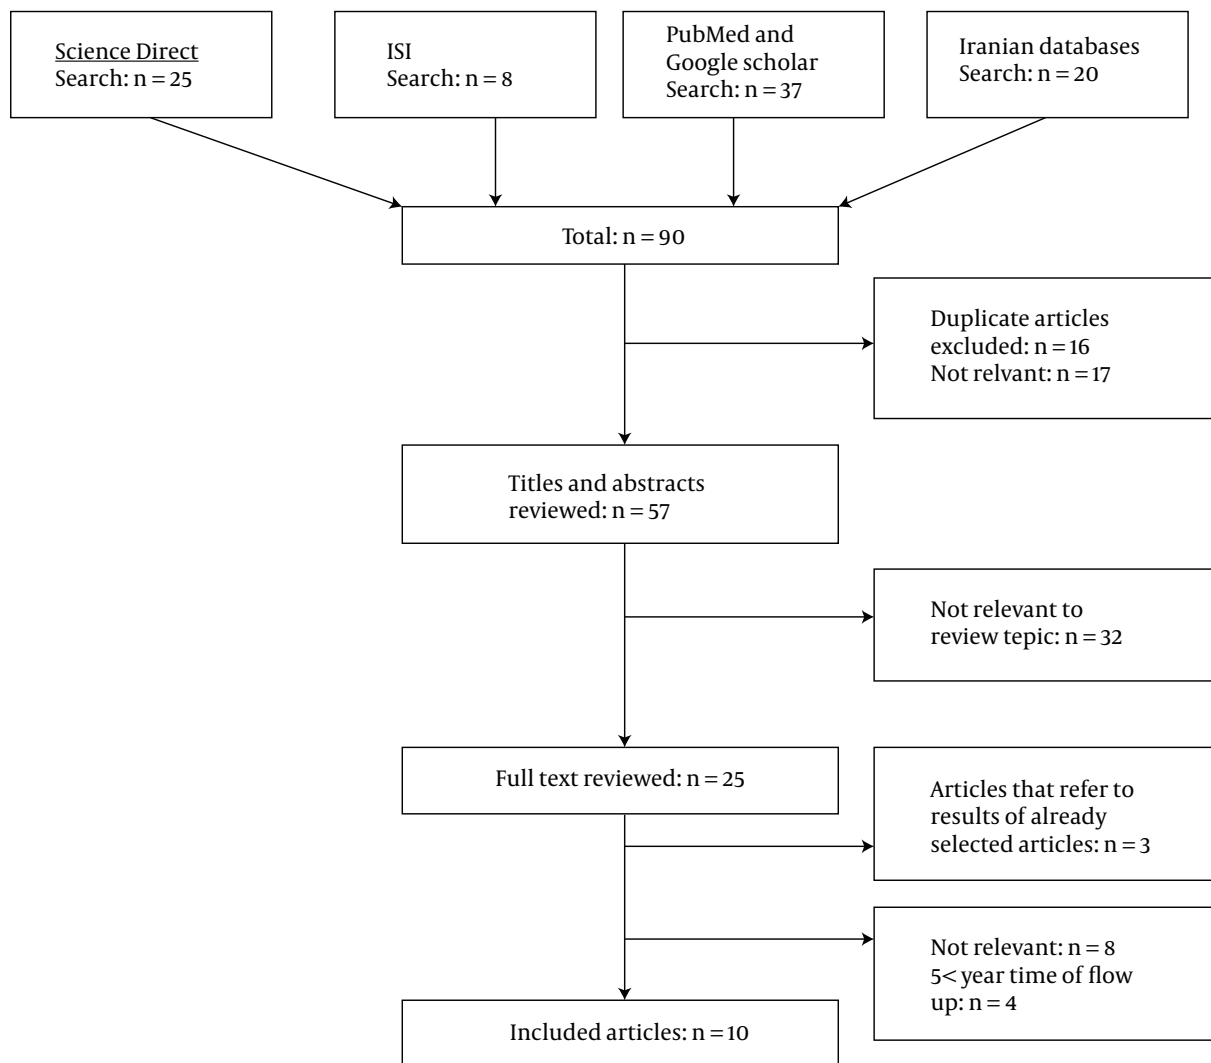 Science Direct
Search: n = 25
ISI
Search: n = 8
PubMed and
Google scholar
Search: n = 37
Iranian databases
Search: n = 20
Total: n = 90
Duplicate articles
excluded: n = 16
Not relvant: n = 17
Titles and abstracts
reviewed: n = 57
Not relevant to
review tepic: n = 32
Full text reviewed: n = 25
Articles that refer to
results of already
selected articles: n = 3
Not relevant: n = 8
5< year time of flow
up: n = 4
Included articles: n = 10